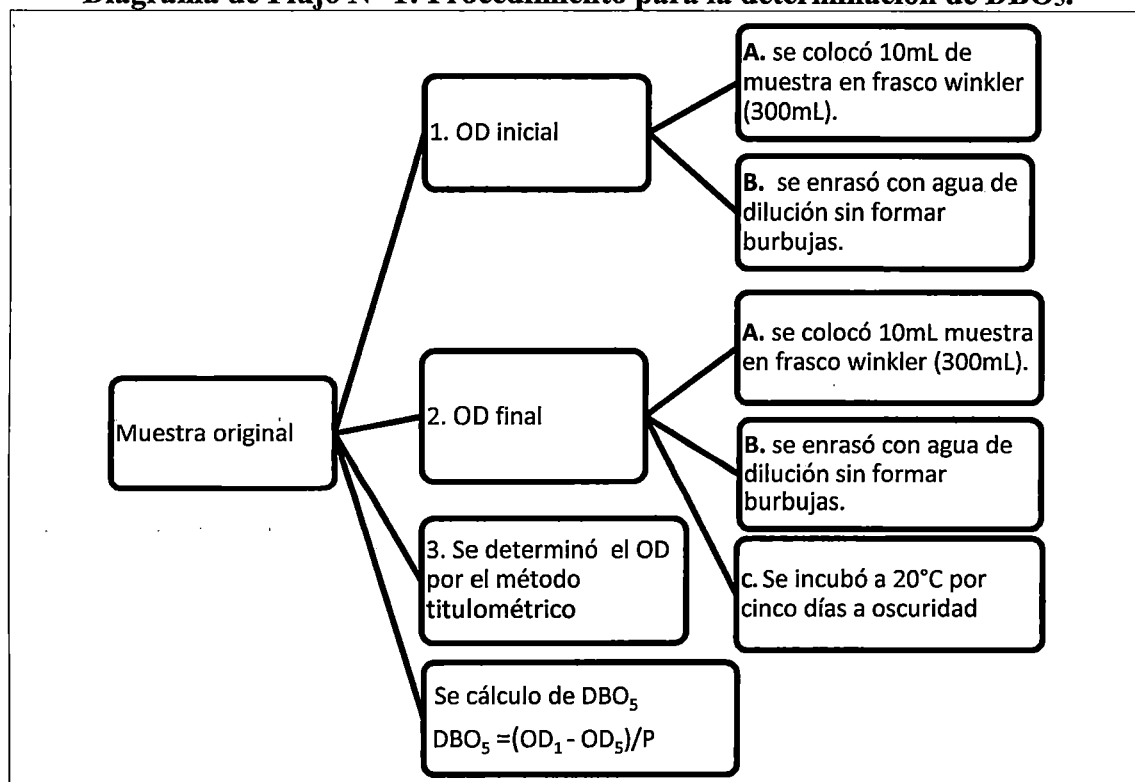 Diagrama de Flujo N° 1. Procedimiento para la determinación de DBO₅.
Muestra original
1. OD inicial
A. se colocó 10mL de
muestra en frasco winkler
(300mL).
B. se enrasó con agua de
dilución sin formar
burbujas.
2. OD final
A. se colocó 10mL muestra
en frasco winkler (300mL).
B. se enrasó con agua de
dilución sin formar
burbujas.
c. Se incubó a 20°C por
cinco días a oscuridad
3. Se determinó el OD
por el método
titulométrico
Se cálculo de DBO₅
DBO₅ =(OD₁ - OD₅)/P